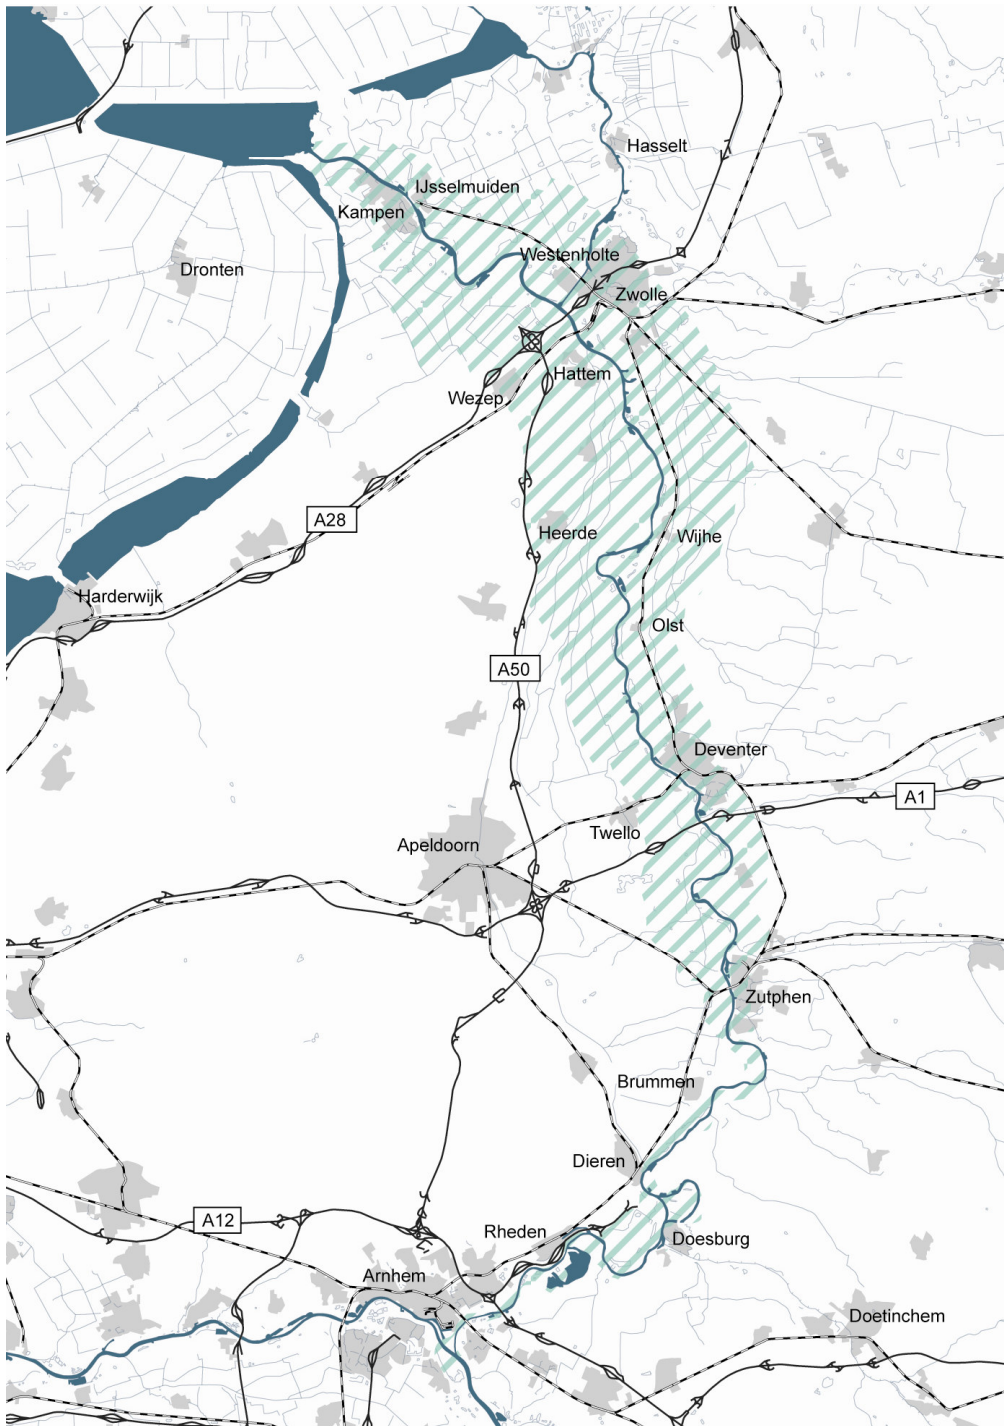 Hasselt
IJsselmuiden
Kampen
Westenholte
Dronten
Zwolle
Hattem
Wezep
A28
Heerde
Wijhe
Harderwijk
Olst
A50
Deventer
A1
Twello
Apeldoorn
Zutphen
Brummen
Dieren
A12
Rheden
Doesburg
Arnhem
Doetinchem